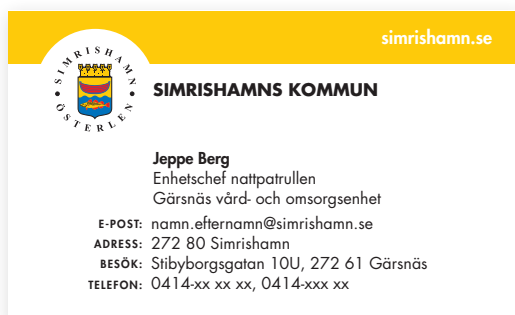 simrishamn.se
SIMRISHAMN
ÖSTERLEN
SIMRISHAMNS KOMMUN
Jeppe Berg
Enhetschef nattpatrullen
Gärsnäs vård- och omsorgsenhet
E-POST: namn.efternamn@simrishamn.se
ADRESS: 272 80 Simrishamn
BESÖK: Stibyborgsgatan 10U, 272 61 Gärsnäs
TELEFON: 0414-xx xx xx, 0414-xxx xx